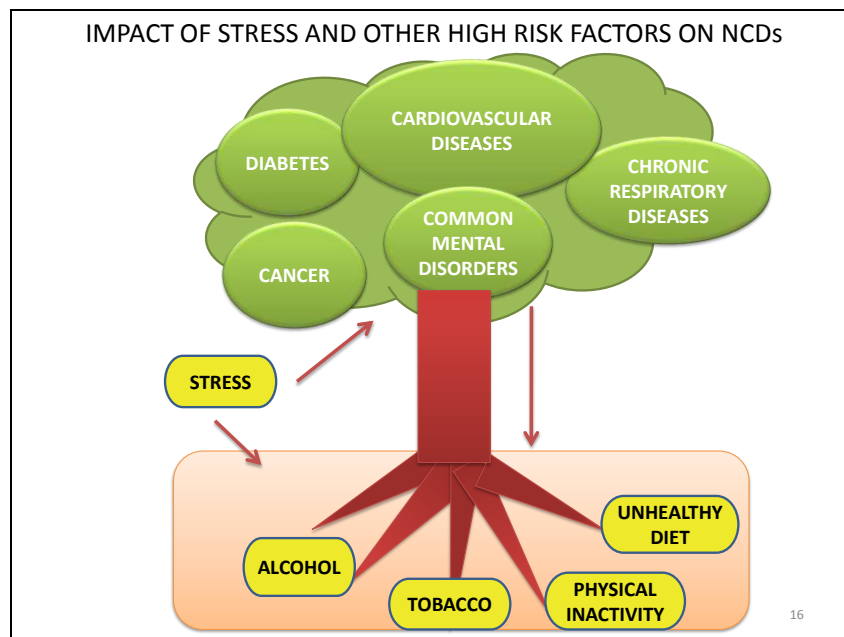 IMPACT OF STRESS AND OTHER HIGH RISK FACTORS ON NCDs
CARDIOVASCULAR
DISEASES
DIABETES
CHRONIC
RESPIRATORY
DISEASES
COMMON
MENTAL
DISORDERS
CANCER
STRESS
UNHEALTHY
DIET
ALCOHOL
TOBACCO
PHYSICAL
INACTIVITY
16